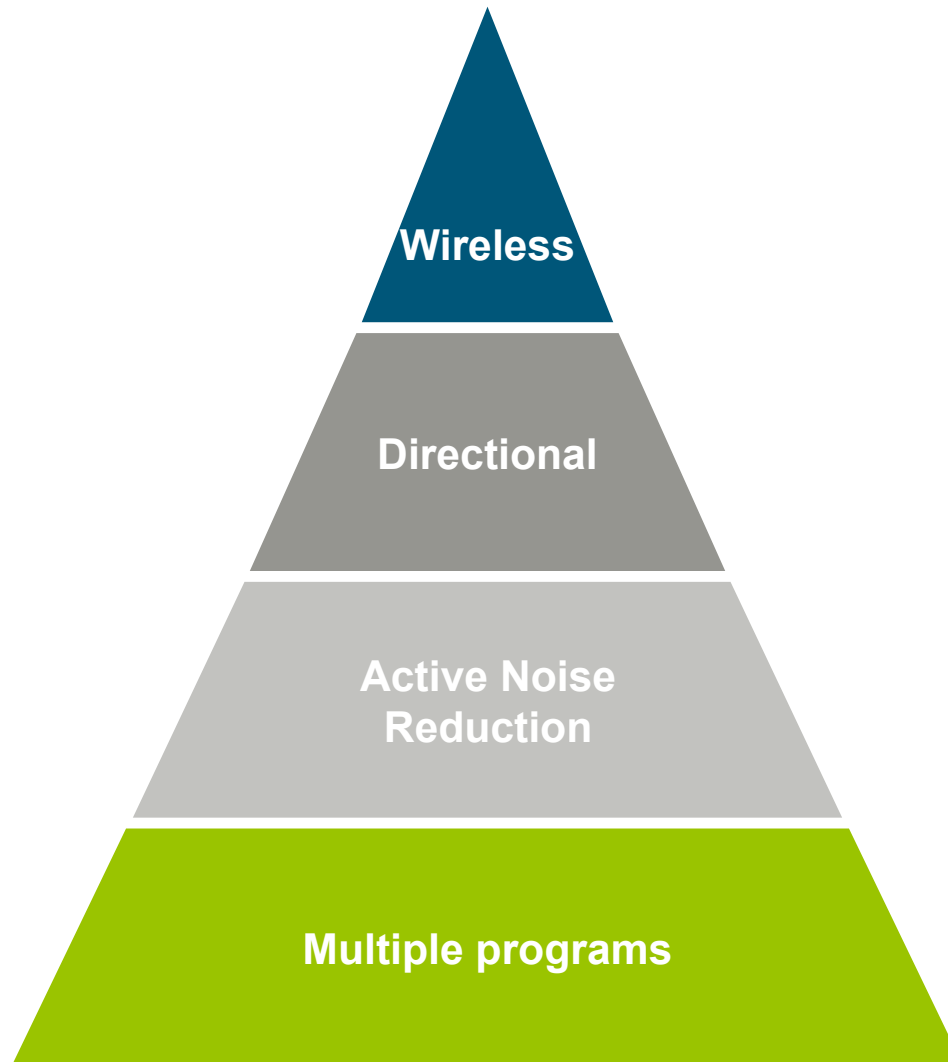 Wireless
Directional
Active Noise
Reduction
Multiple programs